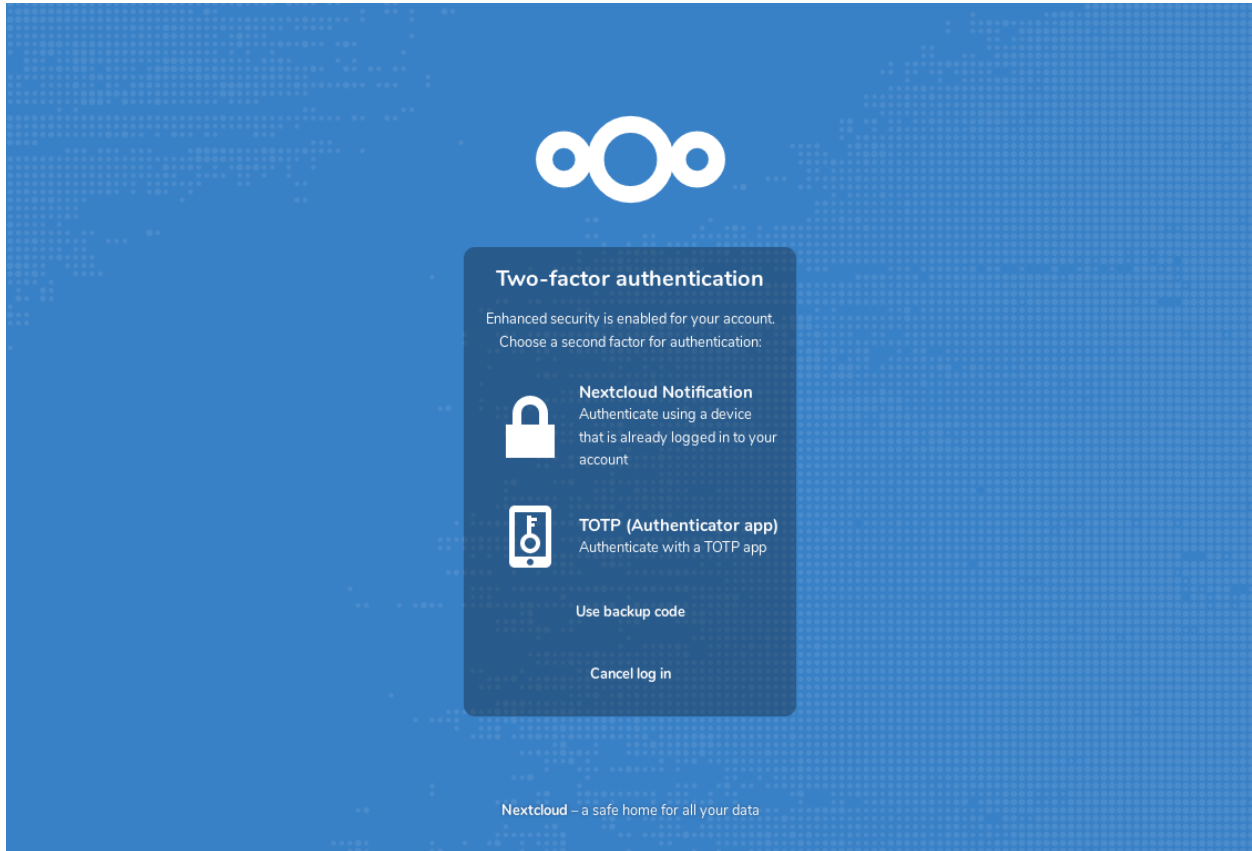 Two-factor authentication
Enhanced security is enabled for your account.
Choose a second factor for authentication:
Nextcloud Notification
Authenticate using a device
that is already logged in to your
account
TOTP (Authenticator app)
Authenticate with a TOTP app
Use backup code
Cancel log in
Nextcloud – a safe home for all your data